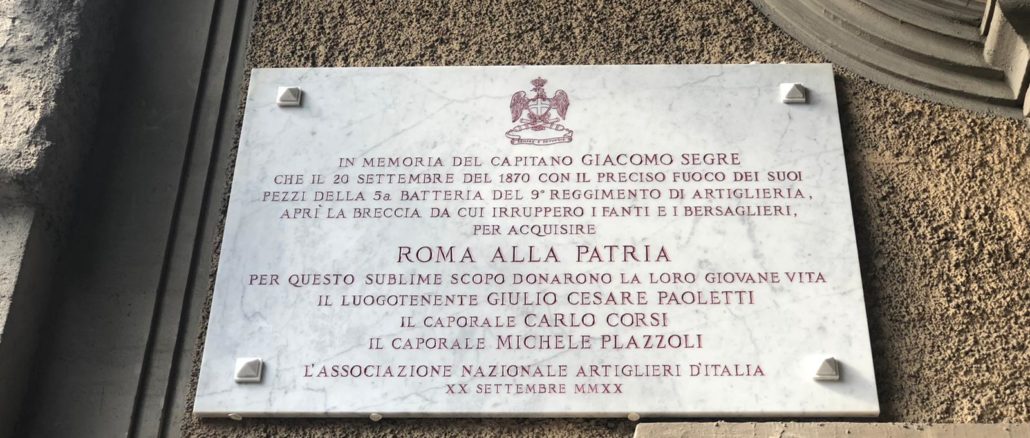 IN MEMORIA DEL CAPITANO GIACOMO SEGRE
CHE IL 20 SETTEMBRE DEL 1870 CON IL PRECISO FUOCO DEI SUOI
PEZZI DELLA 5a BATTERIA DEL 9° REGGIMENTO DI ARTIGLIERIA,
APRÌ LA BRECCIA DA CUI IRRUPPERO I FANTI E I BERSAGLIERI,
PER ACQUISIRE
ROMA ALLA PATRIA
PER QUESTO SUBLIME SCOPO DONARONO LA LORO GIOVANE VITA
IL LUOGOTENENTE GIULIO CESARE PAOLETTI
IL CAPORALE CARLO CORSI
IL CAPORALE MICHELE PLAZZOLI
L'ASSOCIAZIONE NAZIONALE ARTIGLIERI D'ITALIA
XX SETTEMBRE MMXX